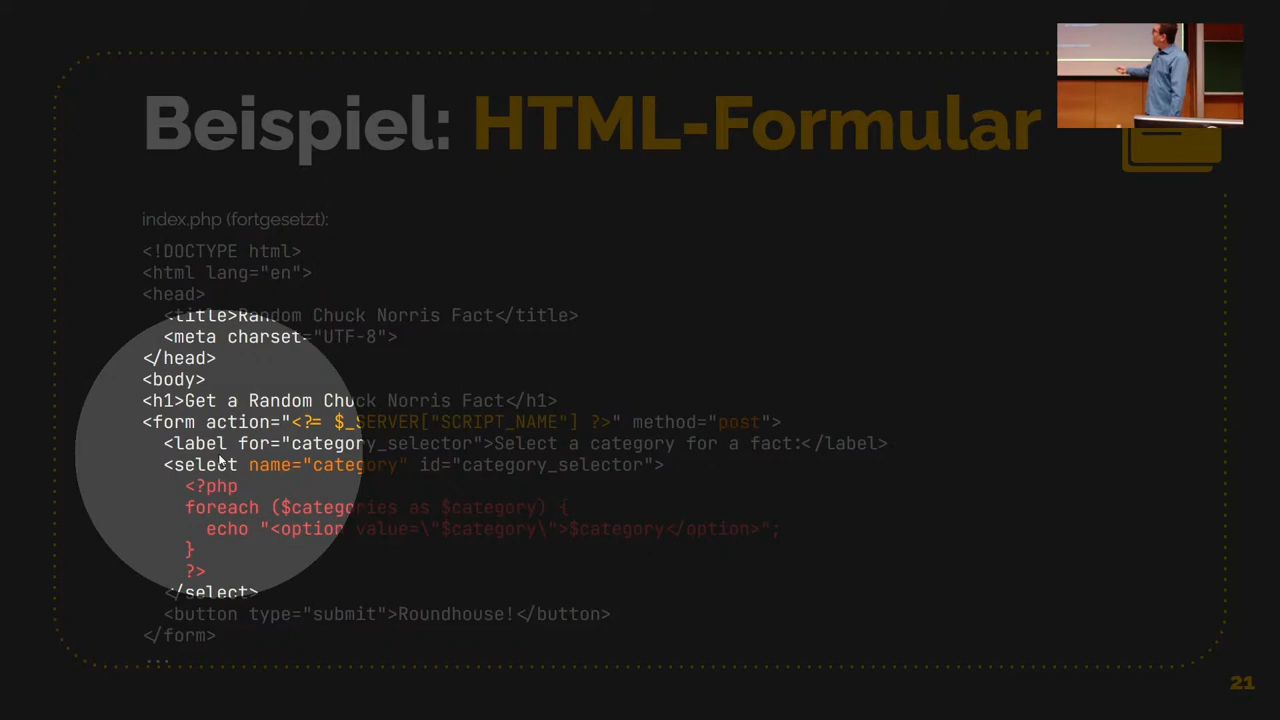 Beispiel: HTML-Formular
index.php (fortgesetzt):
<!DOCTYPE html>
<html lang="en">
<head>
  <title>Random Chuck Norris Fact</title>
  <meta charset="UTF-8">
</head>
<body>
<h1>Get a Random Chuck Norris Fact</h1>
<form action="<?= $_SERVER["SCRIPT_NAME"] ?>" method="post">
  <label for="category_selector">Select a category for a fact:</label>
  <select name="category" id="category_selector">
    <?php
    foreach ($categories as $category) {
      echo "<option value=\"$category\">$category</option>";
    }
    ?>
  </select>
  <button type="submit">Roundhouse!</button>
</form>
...
21